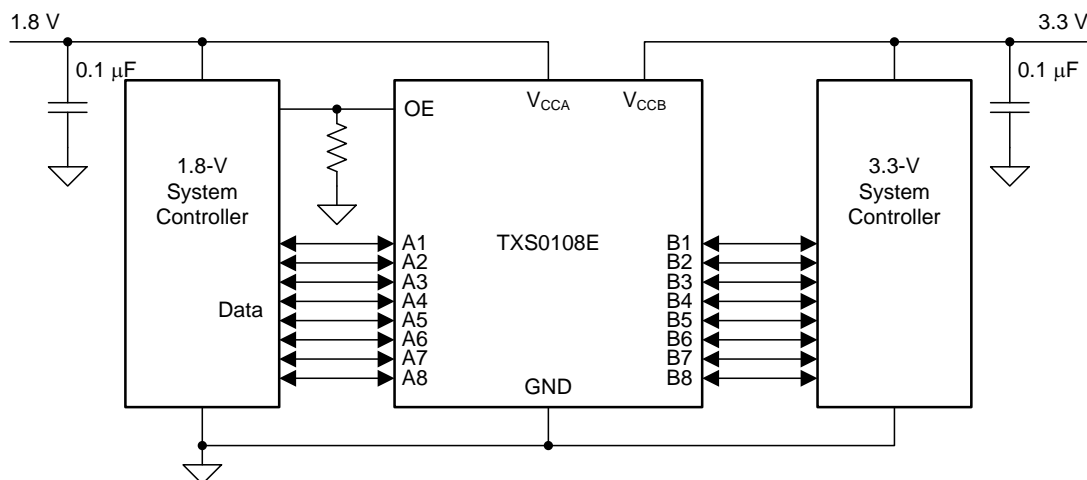 1.8 V
3.3 V
0.1 μF
0.1 μF
OE
VCCA
VCCB
1.8-V
System
Controller
3.3-V
System
Controller
TXS0108E
Data
A1
A2
A3
A4
A5
A6
A7
A8
B1
B2
B3
B4
B5
B6
B7
B8
GND